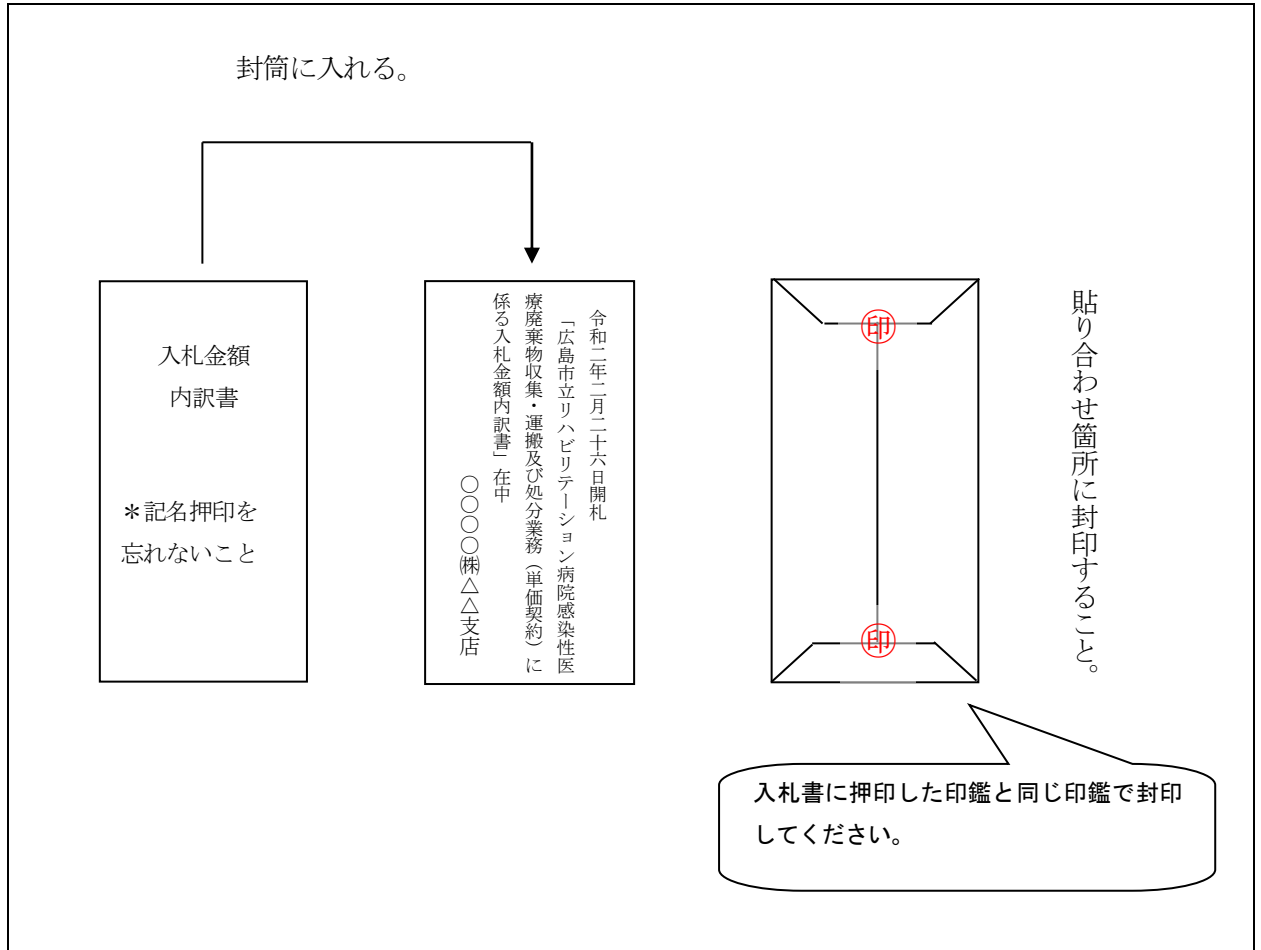 封筒に入れる。
入札金額
内訳書
＊記名押印を
忘れないこと
令和二年二月二十六日開札
「広島市立リハビリテーション病院感染性医
療廃棄物収集・運搬及び処分業務（単価契約）に
係る入札金額内訳書」在中
〇〇〇〇㈱△△支店
印
印
貼り合わせ箇所に封印すること。
入札書に押印した印鑑と同じ印鑑で封印
してください。